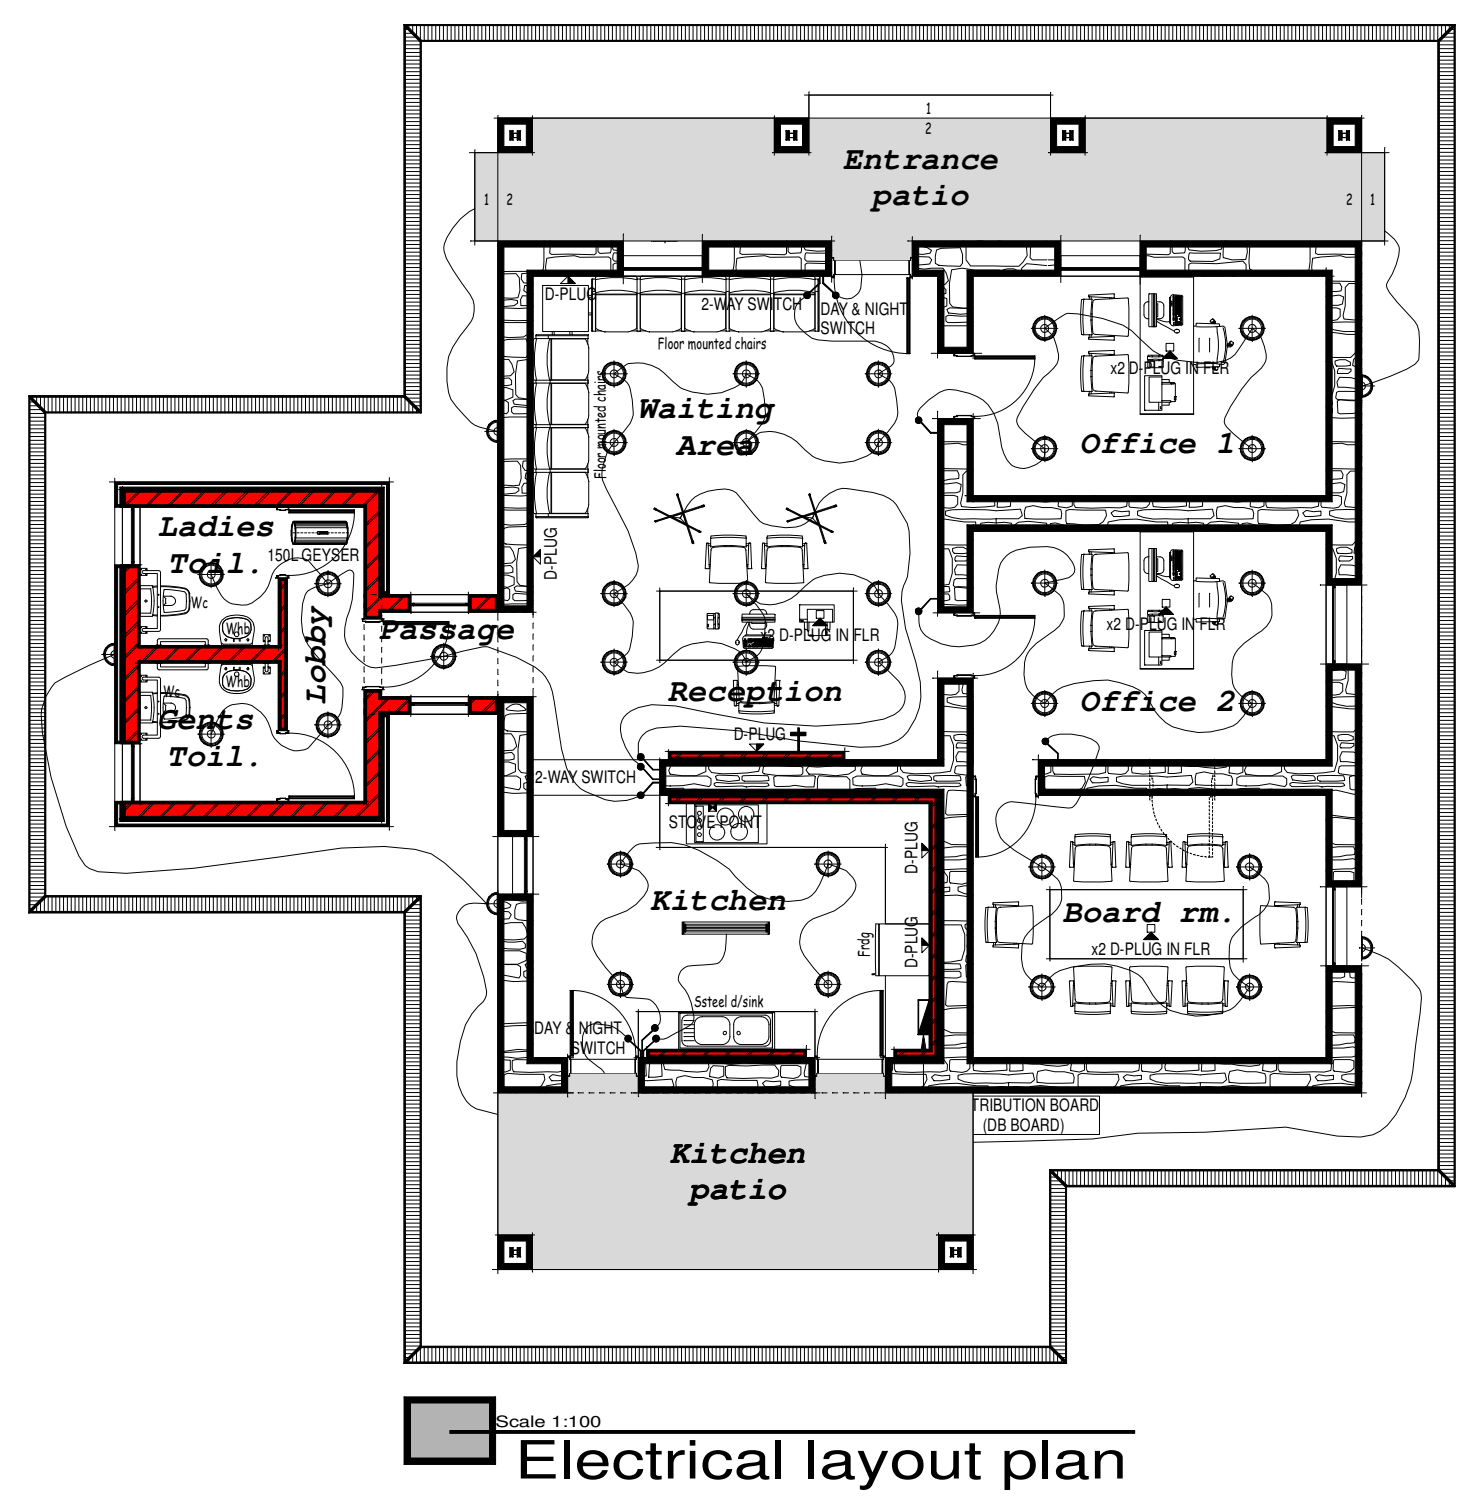 1
2
Entrance
patio
1 2
2 1
D-PLUG
2-WAY SWITCH
DAY & NIGHT
SWITCH
Floor mounted chairs
Floor mounted chairs
x2 D-PLUG IN FLR
Waiting
Area
Office 1
Ladies
Toil.
150L GEYSER
D-PLUG
Wc
Whb
Lobby
Passage
x2 D-PLUG IN FLR
x2 D-PLUG IN FLR
Whb
Wc
Gents
Toil.
Reception
Office 2
D-PLUG
2-WAY SWITCH
STOVE POINT
D-PLUG
Kitchen
Board rm.
Frdg
D-PLUG
x2 D-PLUG IN FLR
Ssteel d/sink
DAY & NIGHT
SWITCH
TRIBUTION BOARD
(DB BOARD)
Kitchen
patio
Scale 1:100
Electrical layout plan